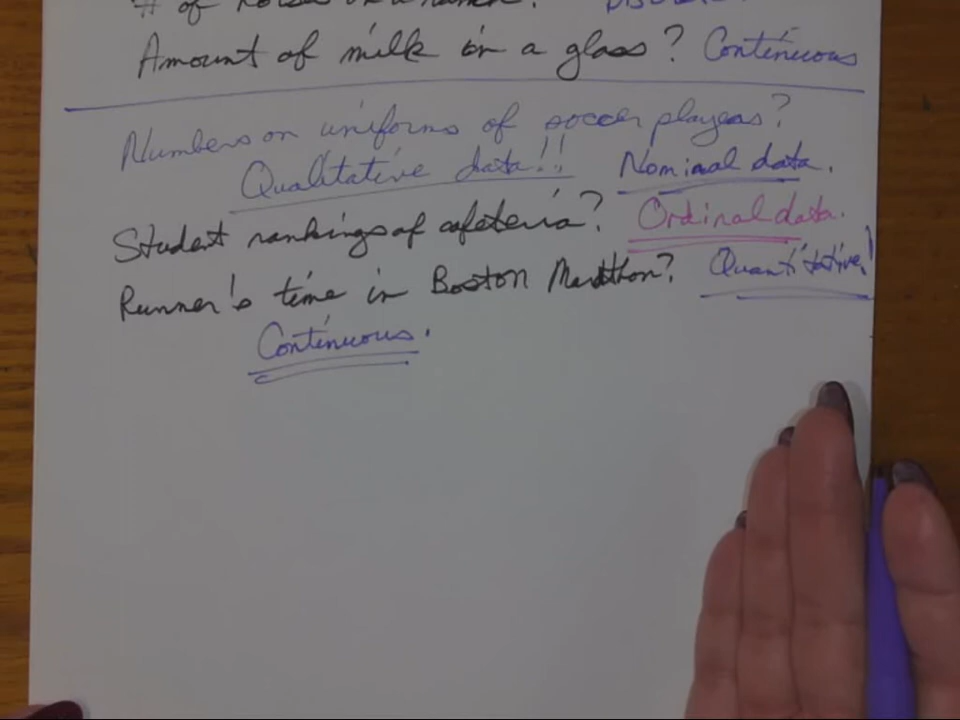 # of
Amount of milk in a glass? Continuous
Numbers on uniforms of soccer players?
Qualitative data!! Nominal data.
Student rankings of cafeteria? Ordinal data.
Runner's time in Boston Marathon? Quantitative!
Continuous.